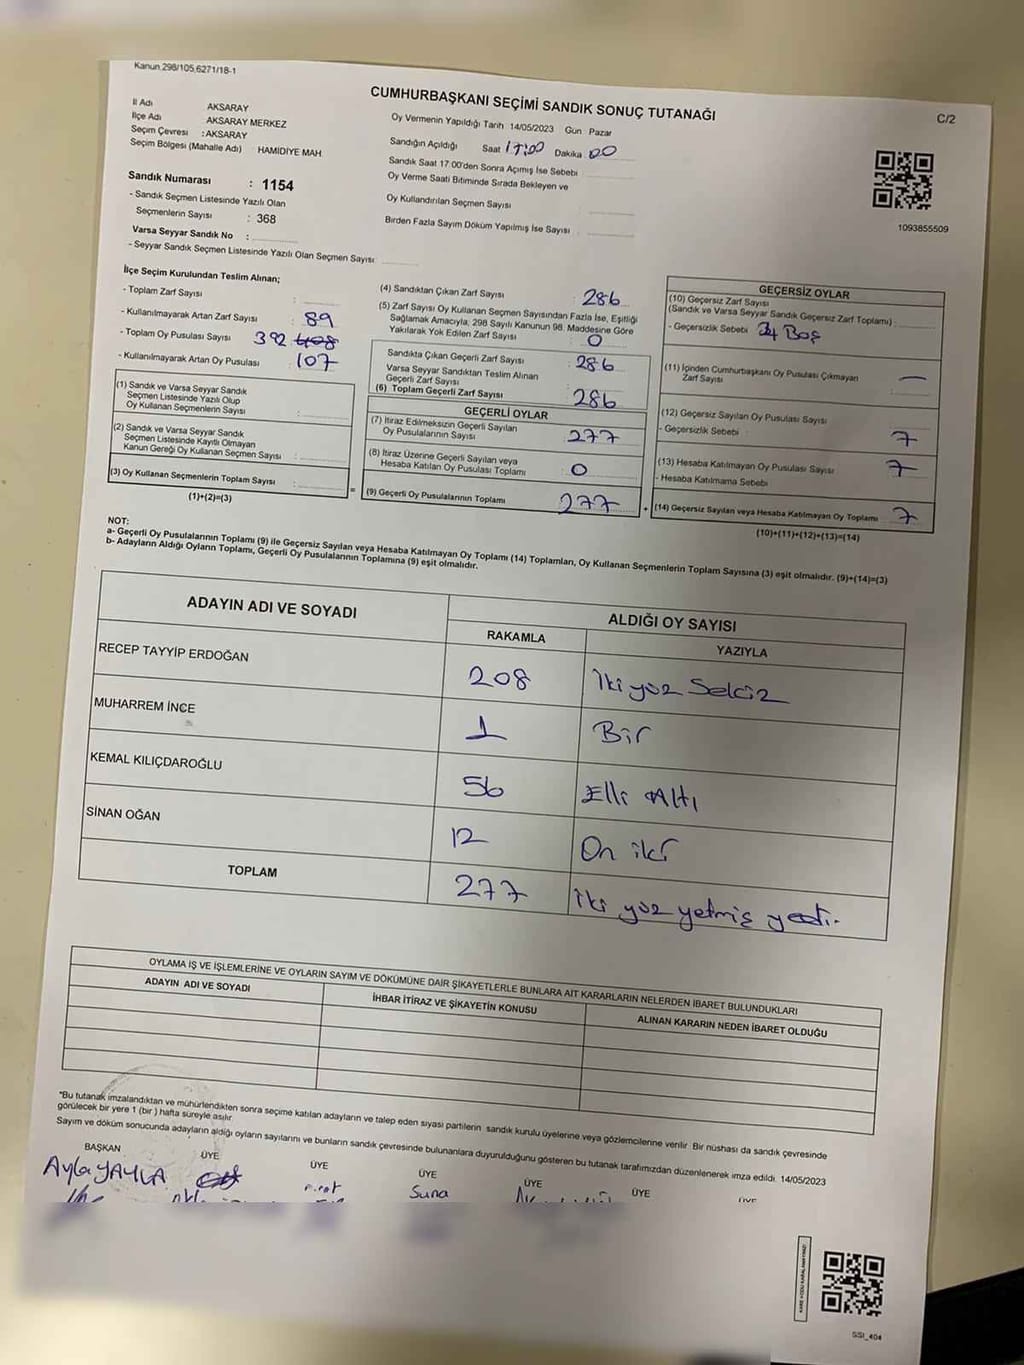 Kanun 298/105,6271/18-1
CUMHURBAŞKANI SEÇİMİ SANDIK SONUÇ TUTANAĞI
C/2
İl Adı AKSARAY
İlçe Adı AKSARAY MERKEZ
Seçim Çevresi : AKSARAY
Seçim Bölgesi (Mahalle Adı) HAMİDİYE MAH.
Sandık Numarası : 1154
- Sandık Seçmen Listesinde Yazılı Olan
Seçmenlerin Sayısı : 368
Varsa Seyyar Sandık No :
- Seyyar Sandık Seçmen Listesinde Yazılı Olan Seçmen Sayısı
Oy Vermenin Yapıldığı Tarih 14/05/2023 Gün Pazar
Sandığın Açıldığı Saat 17:00 Dakika 00
Sandık Saat 17:00'den Sonra Açımış İse Sebebi
Oy Verme Saati Bitiminde Sırada Bekleyen ve
Oy Kullandırılan Seçmen Sayısı :
Birden Fazla Sayım Döküm Yapılmış İse Sayısı :
1093855509
İlçe Seçim Kurulundan Teslim Alınan;
- Toplam Zarf Sayısı :
- Kullanılmayarak Artan Zarf Sayısı : 89
- Toplam Oy Pusulası Sayısı 392 408
- Kullanılmayarak Artan Oy Pusulası : 107
(1) Sandık ve Varsa Seyyar Sandık
Seçmen Listesinde Yazılı Olup
Oy Kullanan Seçmenlerin Sayısı :
(2) Sandık ve Varsa Seyyar Sandık
Seçmen Listesinde Kayıtlı Olmayan
Kanun Gereği Oy Kullanan Seçmen Sayısı :
(3) Oy Kullanan Seçmenlerin Toplam Sayısı :
(1)+(2)=(3)
(4) Sandıktan Çıkan Zarf Sayısı : 286
(5) Zarf Sayısı Oy Kullanan Seçmen Sayısından Fazla İse, Eşitliği
Sağlamak Amacıyla; 298 Sayılı Kanunun 98. Maddesine Göre
Yakılarak Yok Edilen Zarf Sayısı : 0
Sandıkta Çıkan Geçerli Zarf Sayısı : 286
Varsa Seyyar Sandıktan Teslim Alınan
Geçerli Zarf Sayısı
(6) Toplam Geçerli Zarf Sayısı 286
GEÇERLİ OYLAR
(7) İtiraz Edilmeksizin Geçerli Sayılan
Oy Pusulalarının Sayısı : 277
(8) İtiraz Üzerine Geçerli Sayılan veya
Hesaba Katılan Oy Pusulası Toplamı : 0
= (9) Geçerli Oy Pusulalarının Toplamı 277
GEÇERSİZ OYLAR
(10) Geçersiz Zarf Sayısı
(Sandık ve Varsa Seyyar Sandık Geçersiz Zarf Toplamı) :
- Geçersizlik Sebebi Boş
(11) İçinden Cumhurbaşkanı Oy Pusulası Çıkmayan
Zarf Sayısı —
(12) Geçersiz Sayılan Oy Pusulası Sayısı :
- Geçersizlik Sebebi 7
(13) Hesaba Katılmayan Oy Pusulası Sayısı : 7
- Hesaba Katılmama Sebebi
+ (14) Geçersiz Sayılan veya Hesaba Katılmayan Oy Toplamı 7
(10)+(11)+(12)+(13)=(14)
NOT:
a- Geçerli Oy Pusulalarının Toplamı (9) ile Geçersiz Sayılan veya Hesaba Katılmayan Oy Toplamı (14) Toplamları, Oy Kullanan Seçmenlerin Toplam Sayısına (3) eşit olmalıdır. (9)+(14)=(3)
b- Adayların Aldığı Oyların Toplamı, Geçerli Oy Pusulalarının Toplamına (9) eşit olmalıdır.
ADAYIN ADI VE SOYADI ALDIĞI OY SAYISI
RAKAMLA YAZIYLA
RECEP TAYYİP ERDOĞAN 208 İki yüz Sekiz
MUHARREM İNCE 1 Bir
KEMAL KILIÇDAROĞLU 56 Elli Altı
SİNAN OĞAN 12 On iki
TOPLAM 277 İki yüz yetmiş yedi.
OYLAMA İŞ VE İŞLEMLERİNE VE OYLARIN SAYIM VE DÖKÜMÜNE DAİR ŞİKAYETLERLE BUNLARA AİT KARARLARIN NELERDEN İBARET BULUNDUKLARI
ADAYIN ADI VE SOYADI İHBAR İTİRAZ VE ŞİKAYETİN KONUSU ALINAN KARARIN NEDEN İBARET OLDUĞU
*Bu tutanak imzalandıktan ve mühürlendikten sonra seçime katılan adayların ve talep eden siyasi partilerin sandık kurulu üyelerine veya gözlemcilerine verilir. Bir nüshası da sandık çevresinde
görülecek bir yere 1 (bir) hafta süreyle asılır.
Sayım ve döküm sonucunda adayların aldığı oyların sayılarını ve bunların sandık çevresinde bulunanlara duyurulduğunu gösteren bu tutanak tarafımızdan düzenlenerek imza edildi. 14/05/2023
BAŞKAN ÜYE ÜYE ÜYE ÜYE ÜYE ÜYE
Ayla YAYLA Suna
KARE KODU KARALAMAYINIZ!
SSI_404